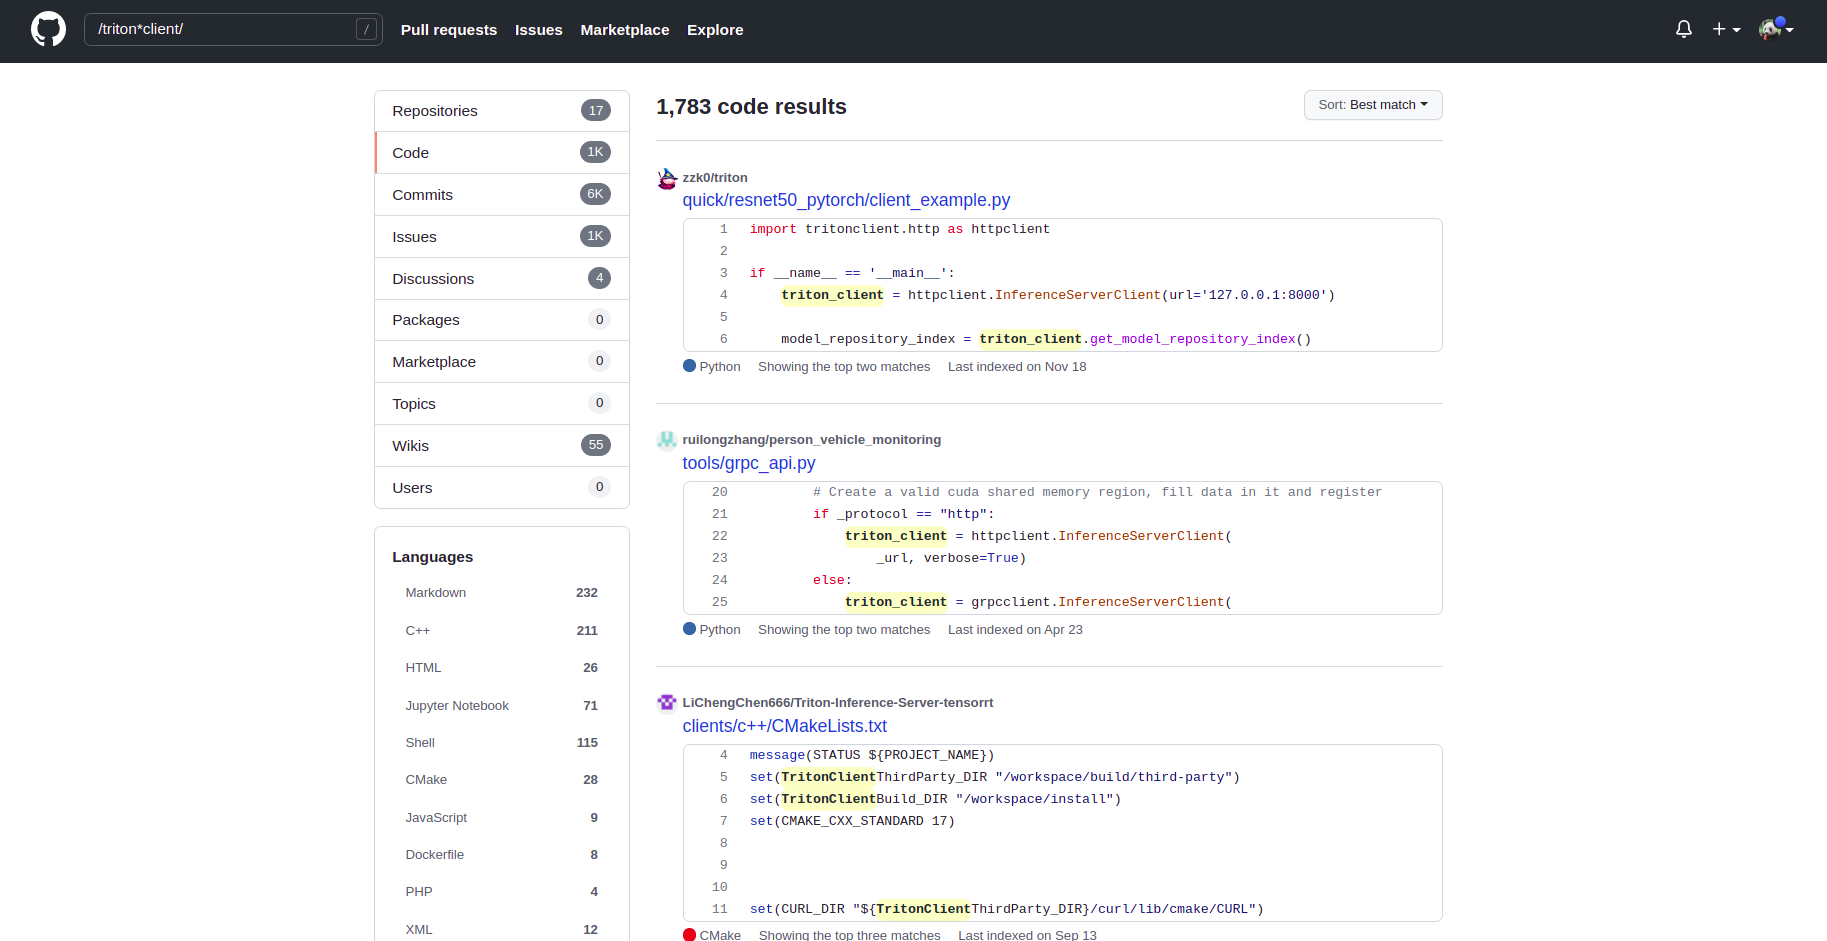 /triton*client/
/
Pull requests Issues Marketplace Explore
Repositories 17
Code 1K
Commits 6K
Issues 1K
Discussions 4
Packages 0
Marketplace 0
Topics 0
Wikis 55
Users 0
Languages
Markdown 232
C++ 211
HTML 26
Jupyter Notebook 71
Shell 115
CMake 28
JavaScript 9
Dockerfile 8
PHP 4
XML 12
1,783 code results
Sort: Best match
zzk0/triton
quick/resnet50_pytorch/client_example.py
1 import tritonclient.http as httpclient
2
3 if __name__ == '__main__':
4 triton_client = httpclient.InferenceServerClient(url='127.0.0.1:8000')
5
6 model_repository_index = triton_client.get_model_repository_index()
Python Showing the top two matches Last indexed on Nov 18
ruilongzhang/person_vehicle_monitoring
tools/grpc_api.py
20 # Create a valid cuda shared memory region, fill data in it and register
21 if _protocol == "http":
22 triton_client = httpclient.InferenceServerClient(
23 _url, verbose=True)
24 else:
25 triton_client = grpcclient.InferenceServerClient(
Python Showing the top two matches Last indexed on Apr 23
LiChengChen666/Triton-Inference-Server-tensorrt
clients/c++/CMakeLists.txt
4 message(STATUS ${PROJECT_NAME})
5 set(TritonClientThirdParty_DIR "/workspace/build/third-party")
6 set(TritonClientBuild_DIR "/workspace/install")
7 set(CMAKE_CXX_STANDARD 17)
8
9
10
11 set(CURL_DIR "${TritonClientThirdParty_DIR}/curl/lib/cmake/CURL")
CMake Showing the top three matches Last indexed on Sep 13